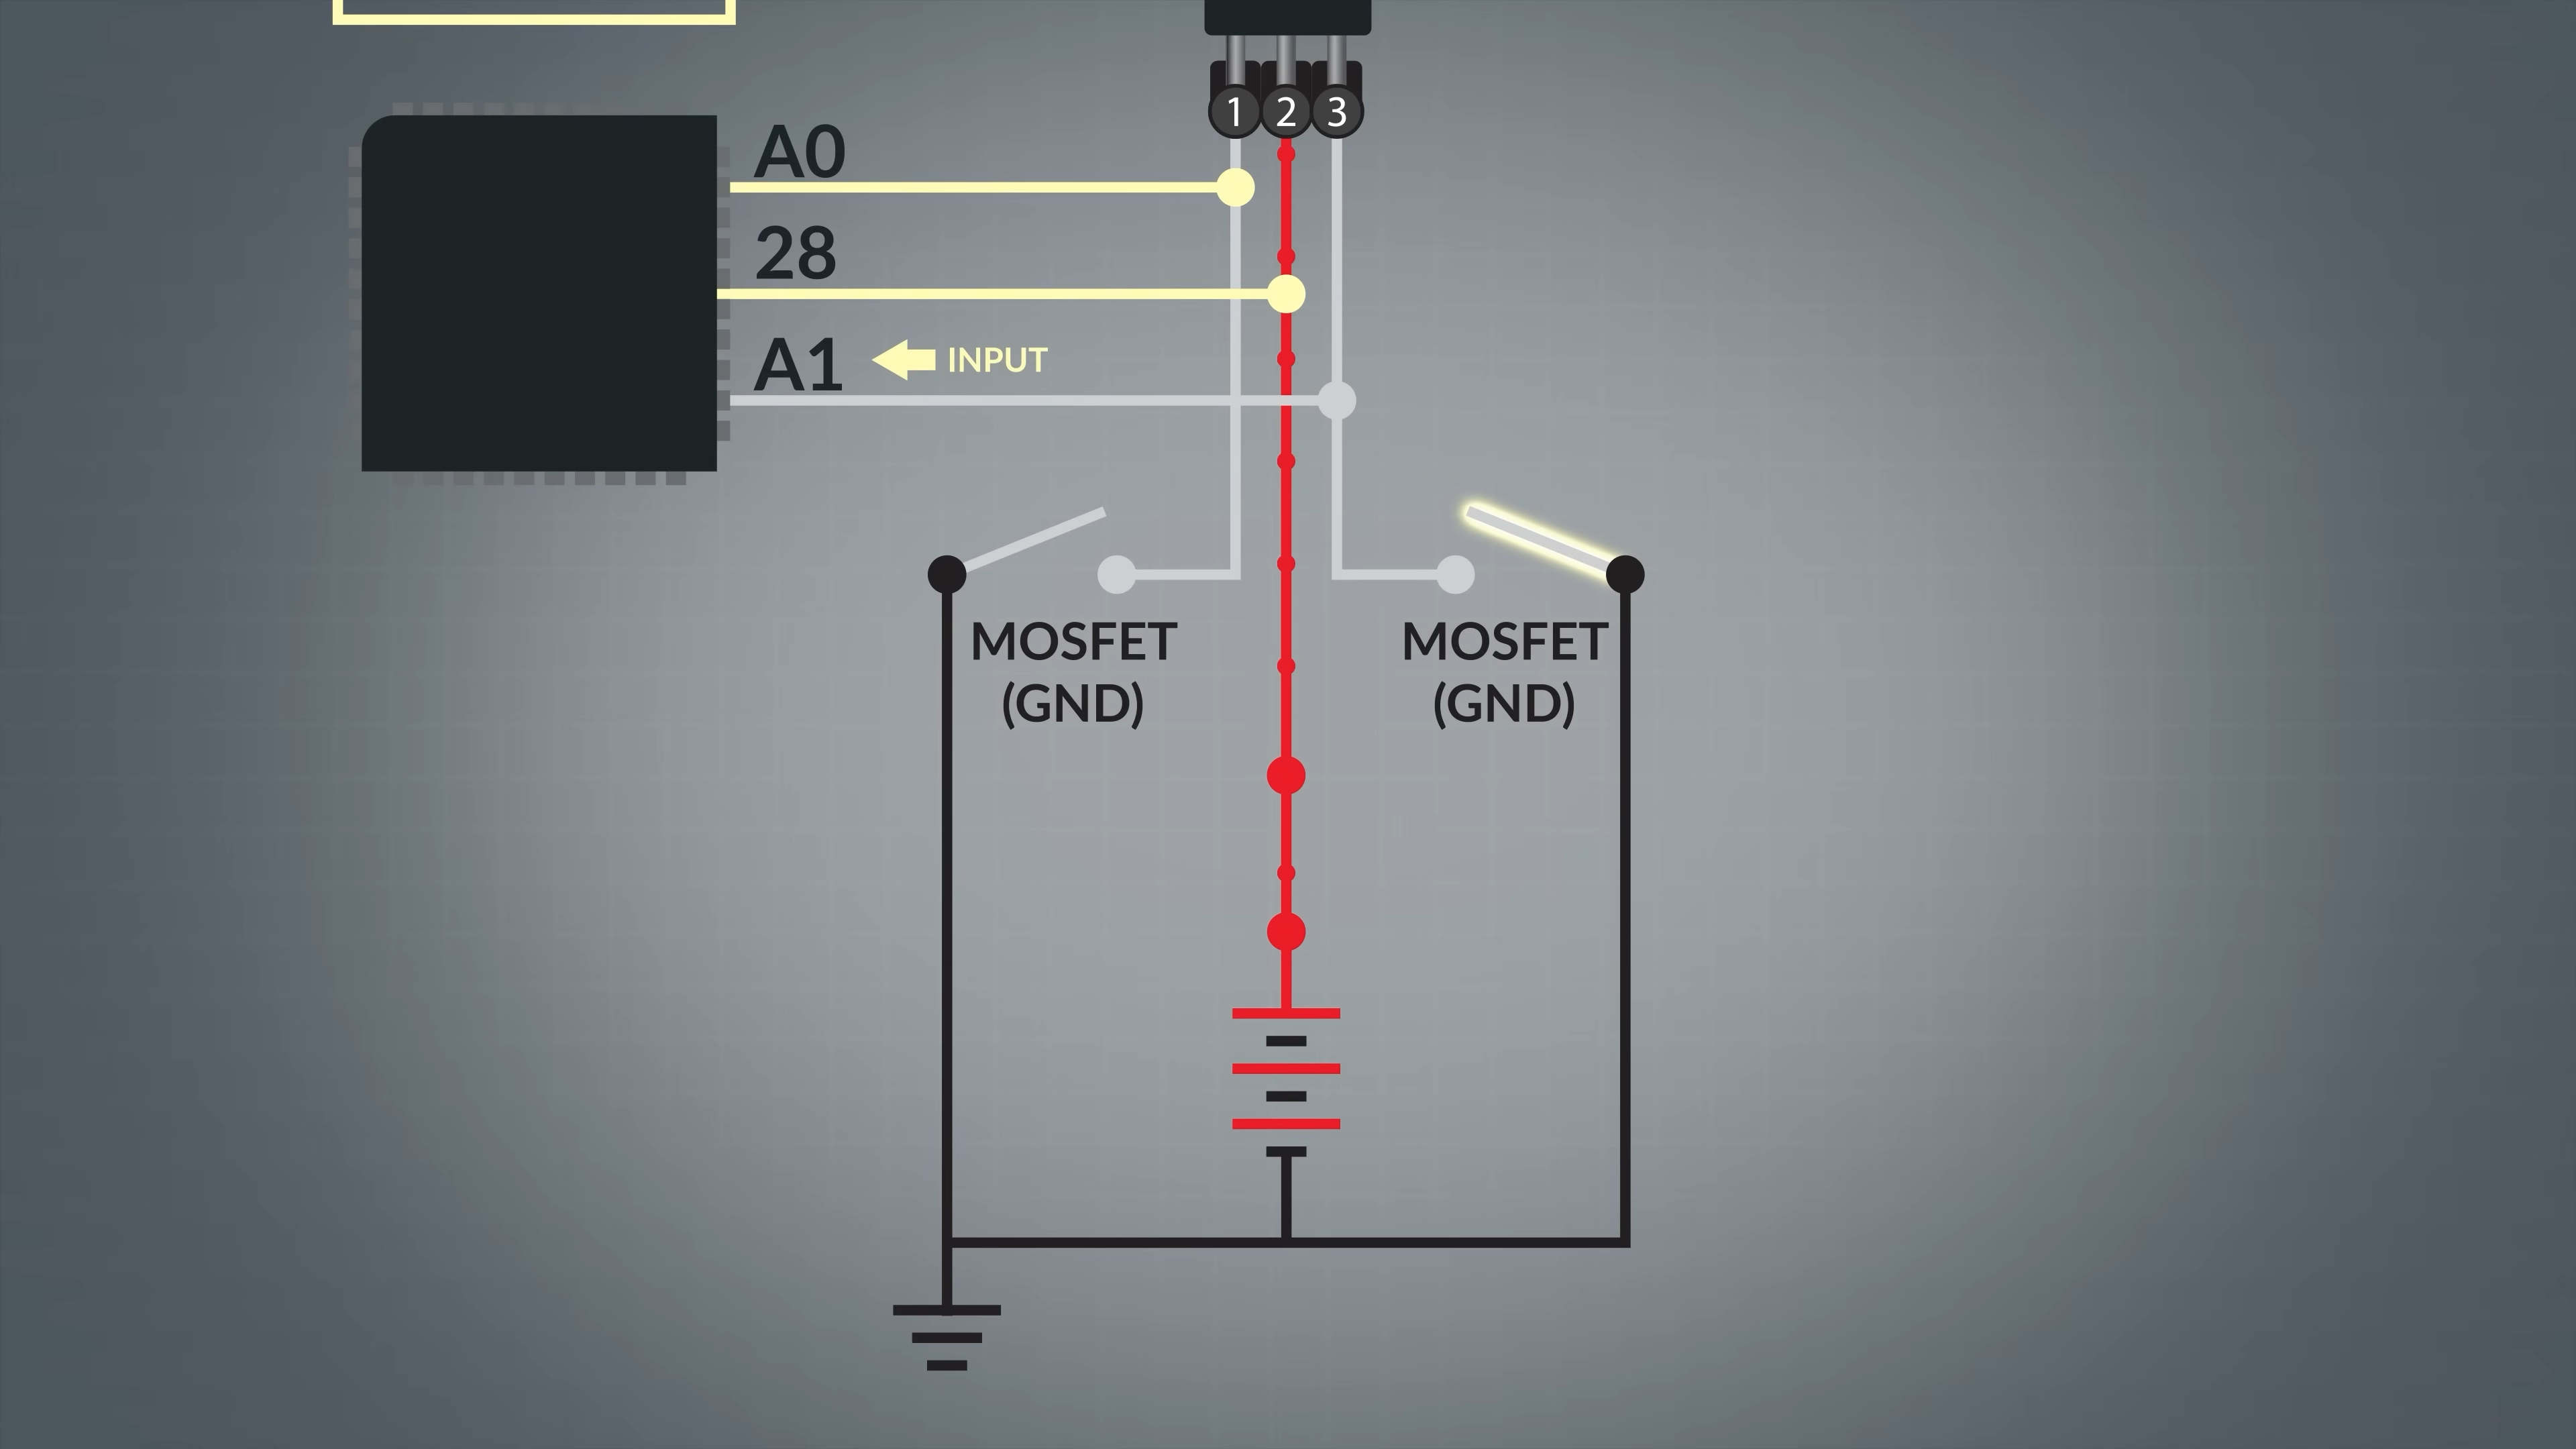 1 2 3
A0
28
A1 INPUT
MOSFET
(GND)
MOSFET
(GND)